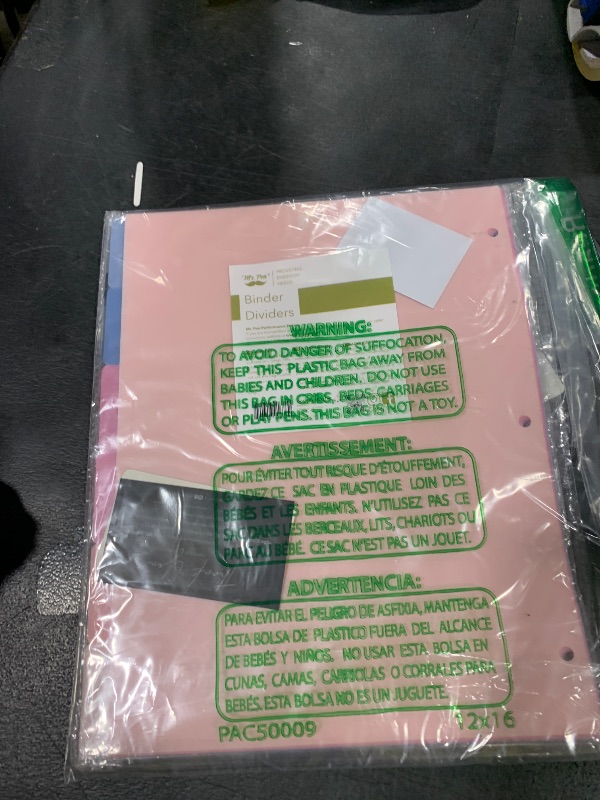 "Mr. Pen"
Binder
Dividers
WARNING:
TO AVOID DANGER OF SUFFOCATION,
KEEP THIS PLASTIC BAG AWAY FROM
BABIES AND CHILDREN. DO NOT USE
THIS BAG IN CRIBS, BEDS, CARRIAGES
OR PLAY PENS. THIS BAG IS NOT A TOY.
AVERTISSEMENT:
POUR ÉVITER TOUT RISQUE D'ÉTOUFFEMENT,
GARDEZ CE SAC EN PLASTIQUE LOIN DES
BÉBÉS ET LES ENFANTS. N'UTILISEZ PAS CE
SAC DANS LES BERCEAUX, LITS, CHARIOTS OU
PARC AU BÉBÉ. CE SAC N'EST PAS UN JOUET.
ADVERTENCIA:
PARA EVITAR EL PELIGRO DE ASFIXIA, MANTENGA
ESTA BOLSA DE PLASTICO FUERA DEL ALCANCE
DE BEBÉS Y NIÑOS. NO USAR ESTA BOLSA EN
CUNAS, CAMAS, CARRIOLAS O CORRALES PARA
BEBÉS. ESTA BOLSA NO ES UN JUGUETE.
PAC50009 12x16